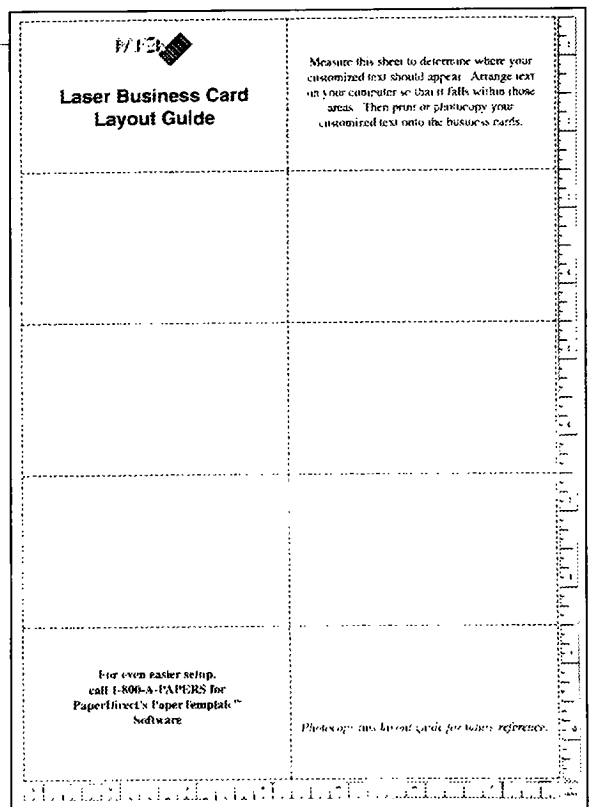 Laser Business Card
Layout Guide
Measure this sheet to determine where your
customized text should appear. Arrange text
on your computer so that it falls within those
areas. Then print or photocopy your
customized text onto the business cards.
For even easier setup,
call 1-800-A-PAPERS for
PaperDirect's PaperTemplate™
Software
Photocopy this layout guide for future reference.